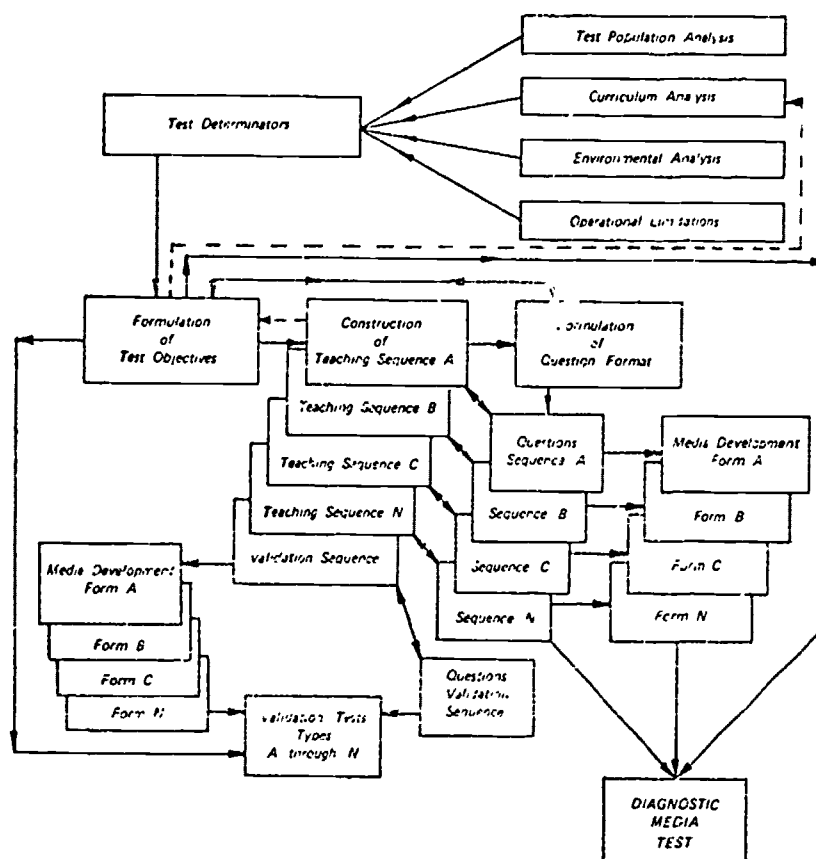 Test Population Analysis
Curriculum Analysis
Test Determinators
Environmental Analysis
Operational Limitations
Formulation
of
Test Objectives
Construction
of
Teaching Sequence A
Formulation
of
Question Format
Teaching Sequence B
Questions
Sequence A
Media Development
Form A
Teaching Sequence C
Teaching Sequence N
Sequence B
Form B
Validation Sequence
Sequence C
Form C
Media Development
Form A
Sequence N
Form N
Form B
Form C
Form N
Questions
Validation
Sequence
Validation Tests
Types
A through N
DIAGNOSTIC
MEDIA
TEST